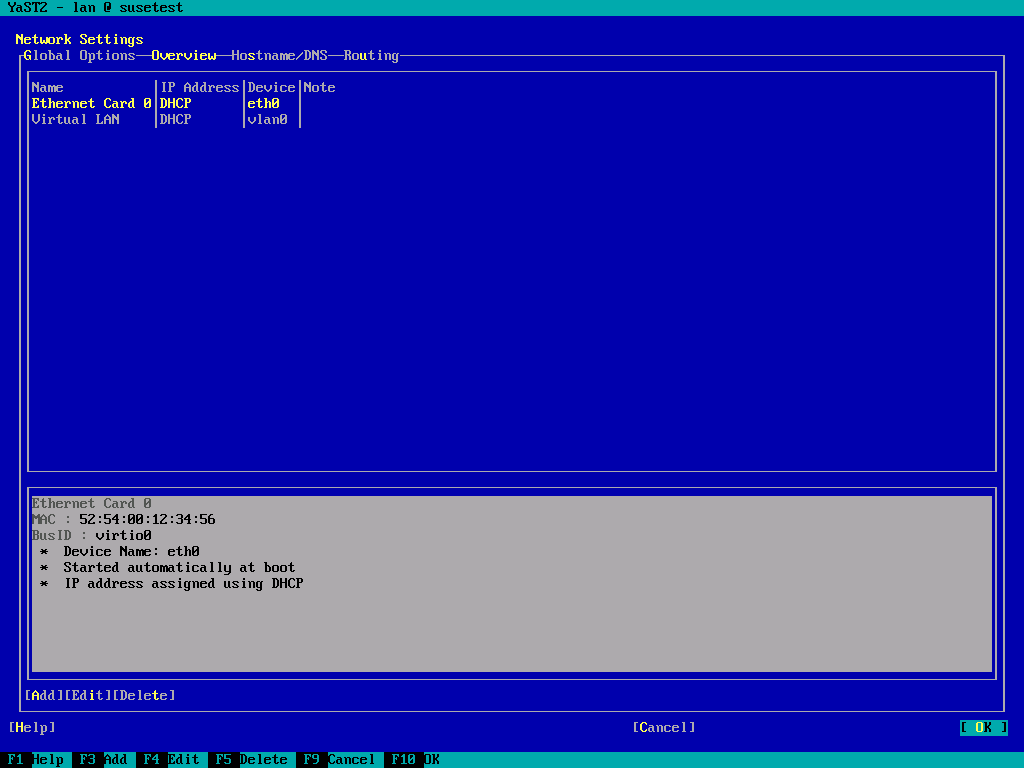 YaST2 - lan @ susetest
Network Settings
Global Options Overview Hostname/DNS Routing
Name IP Address Device Note
Ethernet Card 0 DHCP eth0
Virtual LAN DHCP vlan0
Ethernet Card 0
MAC : 52:54:00:12:34:56
BusID : virtio0
* Device Name: eth0
* Started automatically at boot
* IP address assigned using DHCP
[Add][Edit][Delete]
[Help] [Cancel] [ OK ]
F1 Help F3 Add F4 Edit F5 Delete F9 Cancel F10 OK